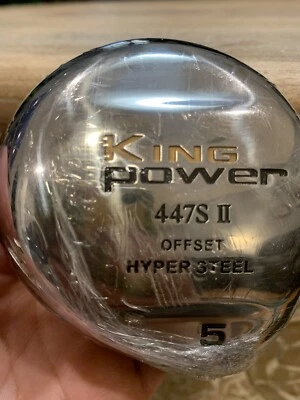 KING
power
447S II
OFFSET
HYPER STEEL
5